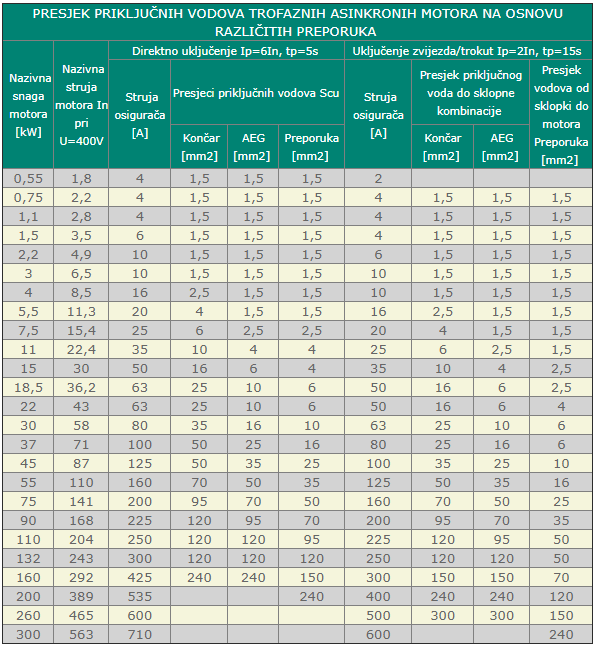 PRESJEK PRIKLJUČNIH VODOVA TROFAZNIH ASINKRONIH MOTORA NA OSNOVU
RAZLIČITIH PREPORUKA
Nazivna snaga motora [kW]
Nazivna struja motora In pri U=400V
Direktno uključenje Ip=6In, tp=5s
Uključenje zvijezda/trokut Ip=2In, tp=15s
Struja osigurača [A]
Presjeci priključnih vodova Scu
Struja osigurača [A]
Presjek priključnog voda do sklopne kombinacije
Presjek vodova od sklopki do motora Preporuka [mm2]
Končar [mm2] AEG [mm2] Preporuka [mm2] Končar [mm2] AEG [mm2]
0,55 1,8 4 1,5 1,5 1,5 2
0,75 2,2 4 1,5 1,5 1,5 4 1,5 1,5 1,5
1,1 2,8 4 1,5 1,5 1,5 4 1,5 1,5 1,5
1,5 3,5 6 1,5 1,5 1,5 4 1,5 1,5 1,5
2,2 4,9 10 1,5 1,5 1,5 6 1,5 1,5 1,5
3 6,5 10 1,5 1,5 1,5 10 1,5 1,5 1,5
4 8,5 16 2,5 1,5 1,5 10 1,5 1,5 1,5
5,5 11,3 20 4 1,5 1,5 16 2,5 1,5 1,5
7,5 15,4 25 6 2,5 2,5 20 4 1,5 1,5
11 22,4 35 10 4 4 25 6 2,5 1,5
15 30 50 16 6 4 35 10 4 2,5
18,5 36,2 63 25 10 6 50 16 6 2,5
22 43 63 25 10 6 50 16 6 4
30 58 80 35 16 10 63 25 10 6
37 71 100 50 25 16 80 25 16 6
45 87 125 50 35 25 100 35 25 10
55 110 160 70 50 35 125 50 35 16
75 141 200 95 70 50 160 70 50 25
90 168 225 120 95 70 200 95 70 35
110 204 250 120 120 95 225 120 95 50
132 243 300 120 120 120 250 120 120 50
160 292 425 240 240 150 300 150 150 70
200 389 535 240 400 240 240 120
260 465 600 500 300 300 150
300 563 710 600 240